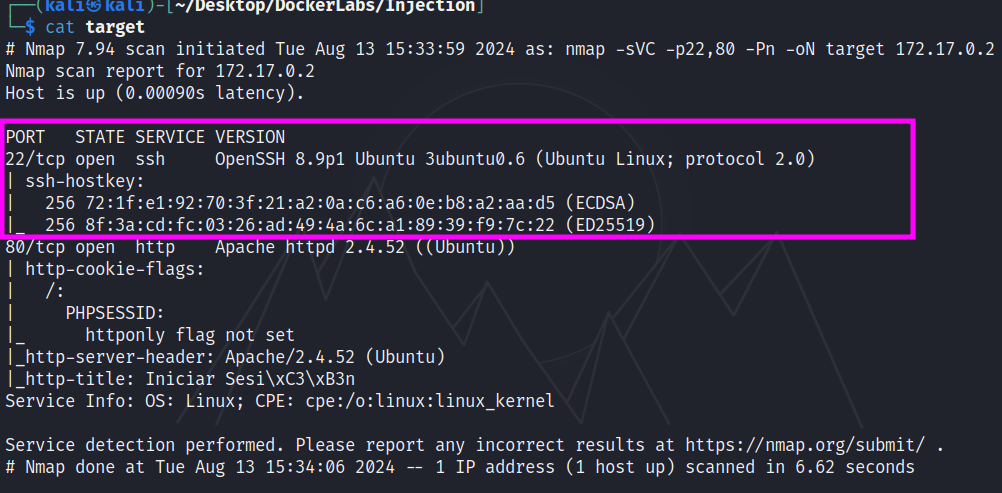 ┌──(kali㉿kali)-[~/Desktop/DockerLabs/Injection]
└─$ cat target
# Nmap 7.94 scan initiated Tue Aug 13 15:33:59 2024 as: nmap -sVC -p22,80 -Pn -oN target 172.17.0.2
Nmap scan report for 172.17.0.2
Host is up (0.00090s latency).
PORT   STATE SERVICE VERSION
22/tcp open  ssh     OpenSSH 8.9p1 Ubuntu 3ubuntu0.6 (Ubuntu Linux; protocol 2.0)
| ssh-hostkey:
|   256 72:1f:e1:92:70:3f:21:a2:0a:c6:a6:0e:b8:a2:aa:d5 (ECDSA)
|_  256 8f:3a:cd:fc:03:26:ad:49:4a:6c:a1:89:39:f9:7c:22 (ED25519)
80/tcp open  http    Apache httpd 2.4.52 ((Ubuntu))
| http-cookie-flags:
|   /:
|     PHPSESSID:
|_      httponly flag not set
|_http-server-header: Apache/2.4.52 (Ubuntu)
|_http-title: Iniciar Sesi\xC3\xB3n
Service Info: OS: Linux; CPE: cpe:/o:linux:linux_kernel
Service detection performed. Please report any incorrect results at https://nmap.org/submit/ .
# Nmap done at Tue Aug 13 15:34:06 2024 -- 1 IP address (1 host up) scanned in 6.62 seconds